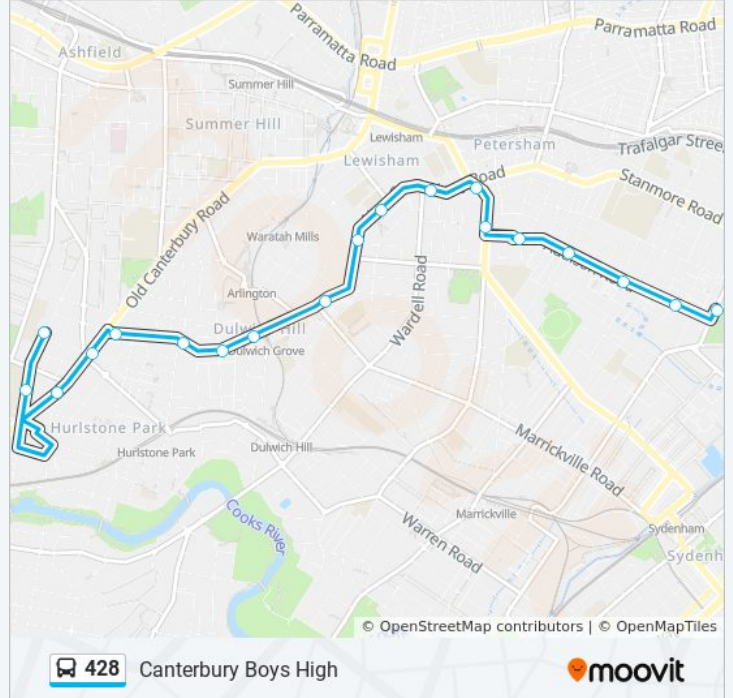 Parramatta Road
Parramatta Road
Ashfield
Summer Hill
Summer Hill
Lewisham
Petersham
Trafalgar Street
Lewisham
Road
Stanmore Road
Old Canterbury Road
Waratah Mills
Wardell Road
Arlington
Dulwich Hill
Dulwich Grove
Hurlstone Park
Hurlstone Park
Dulwich Hill
Marrickville Road
Cooks River
Marrickville
Warren Road
Sydenham
Sydenh
© OpenStreetMap contributors | © OpenMapTiles
428 Canterbury Boys High
moovit